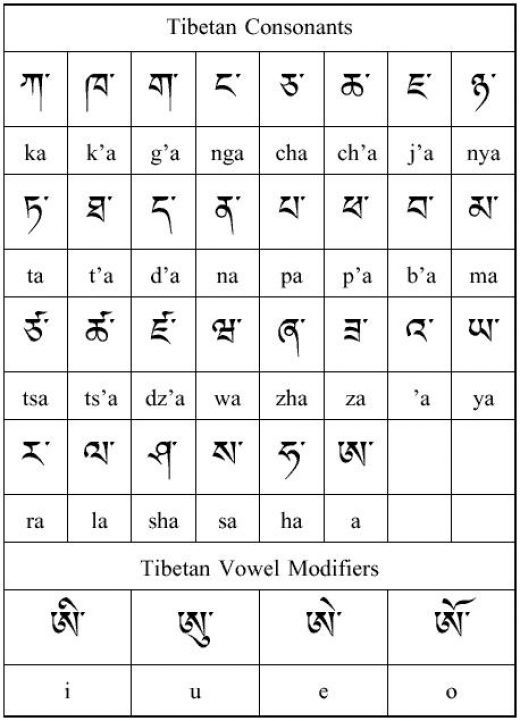 Tibetan Consonants
ཀ་ ཁ་ ག་ ང་ ཅ་ ཆ་ ཇ་ ཉ་
ka k’a g’a nga cha ch’a j’a nya
ཏ་ ཐ་ ད་ ན་ པ་ ཕ་ བ་ མ་
ta t’a d’a na pa p’a b’a ma
ཙ་ ཚ་ ཛ་ ཝ་ ཞ་ ཟ་ འ་ ཡ་
tsa ts’a dz’a wa zha za ’a ya
ར་ ལ་ ཤ་ ས་ ཧ་ ཨ་
ra la sha sa ha a
Tibetan Vowel Modifiers
ཨི་ ཨུ་ ཨེ་ ཨོ་
i u e o